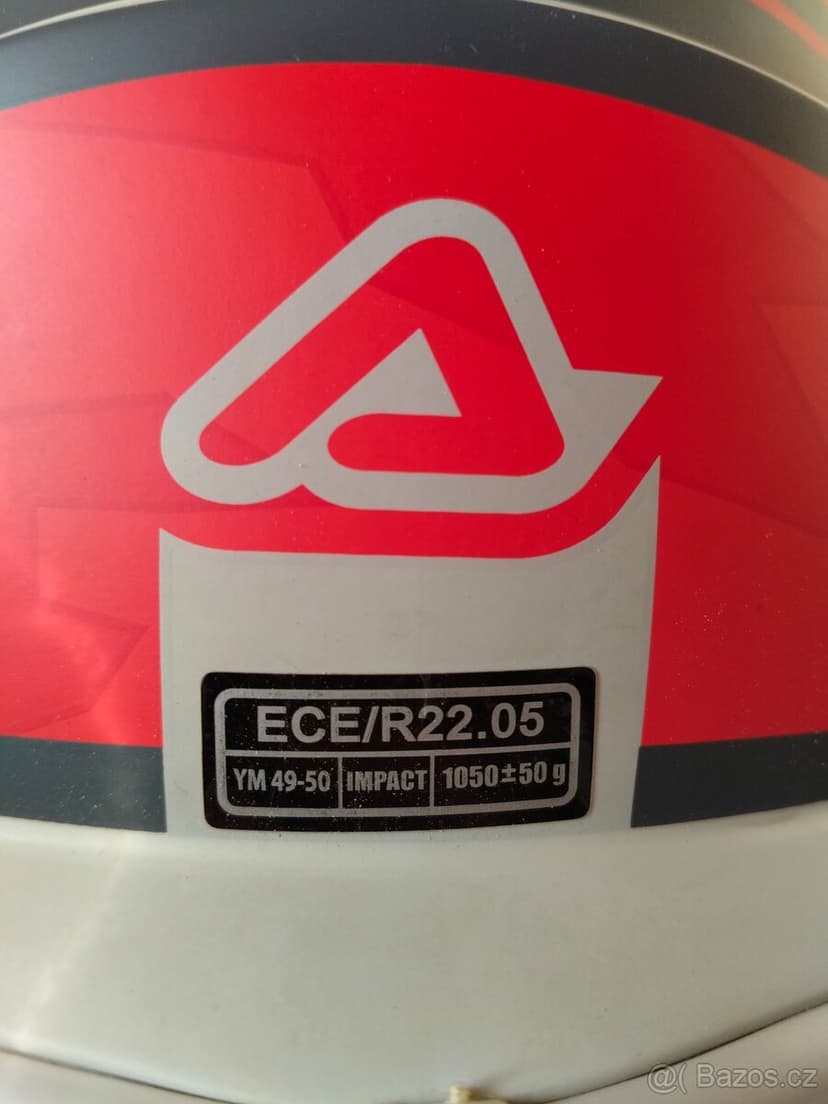 ECE/R22.05
YM 49-50 IMPACT 1050±50 g
@( Bazos.cz